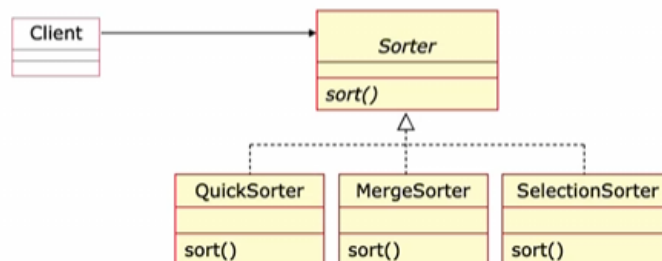 Client
Sorter
sort()
QuickSorter
MergeSorter
SelectionSorter
sort()
sort()
sort()